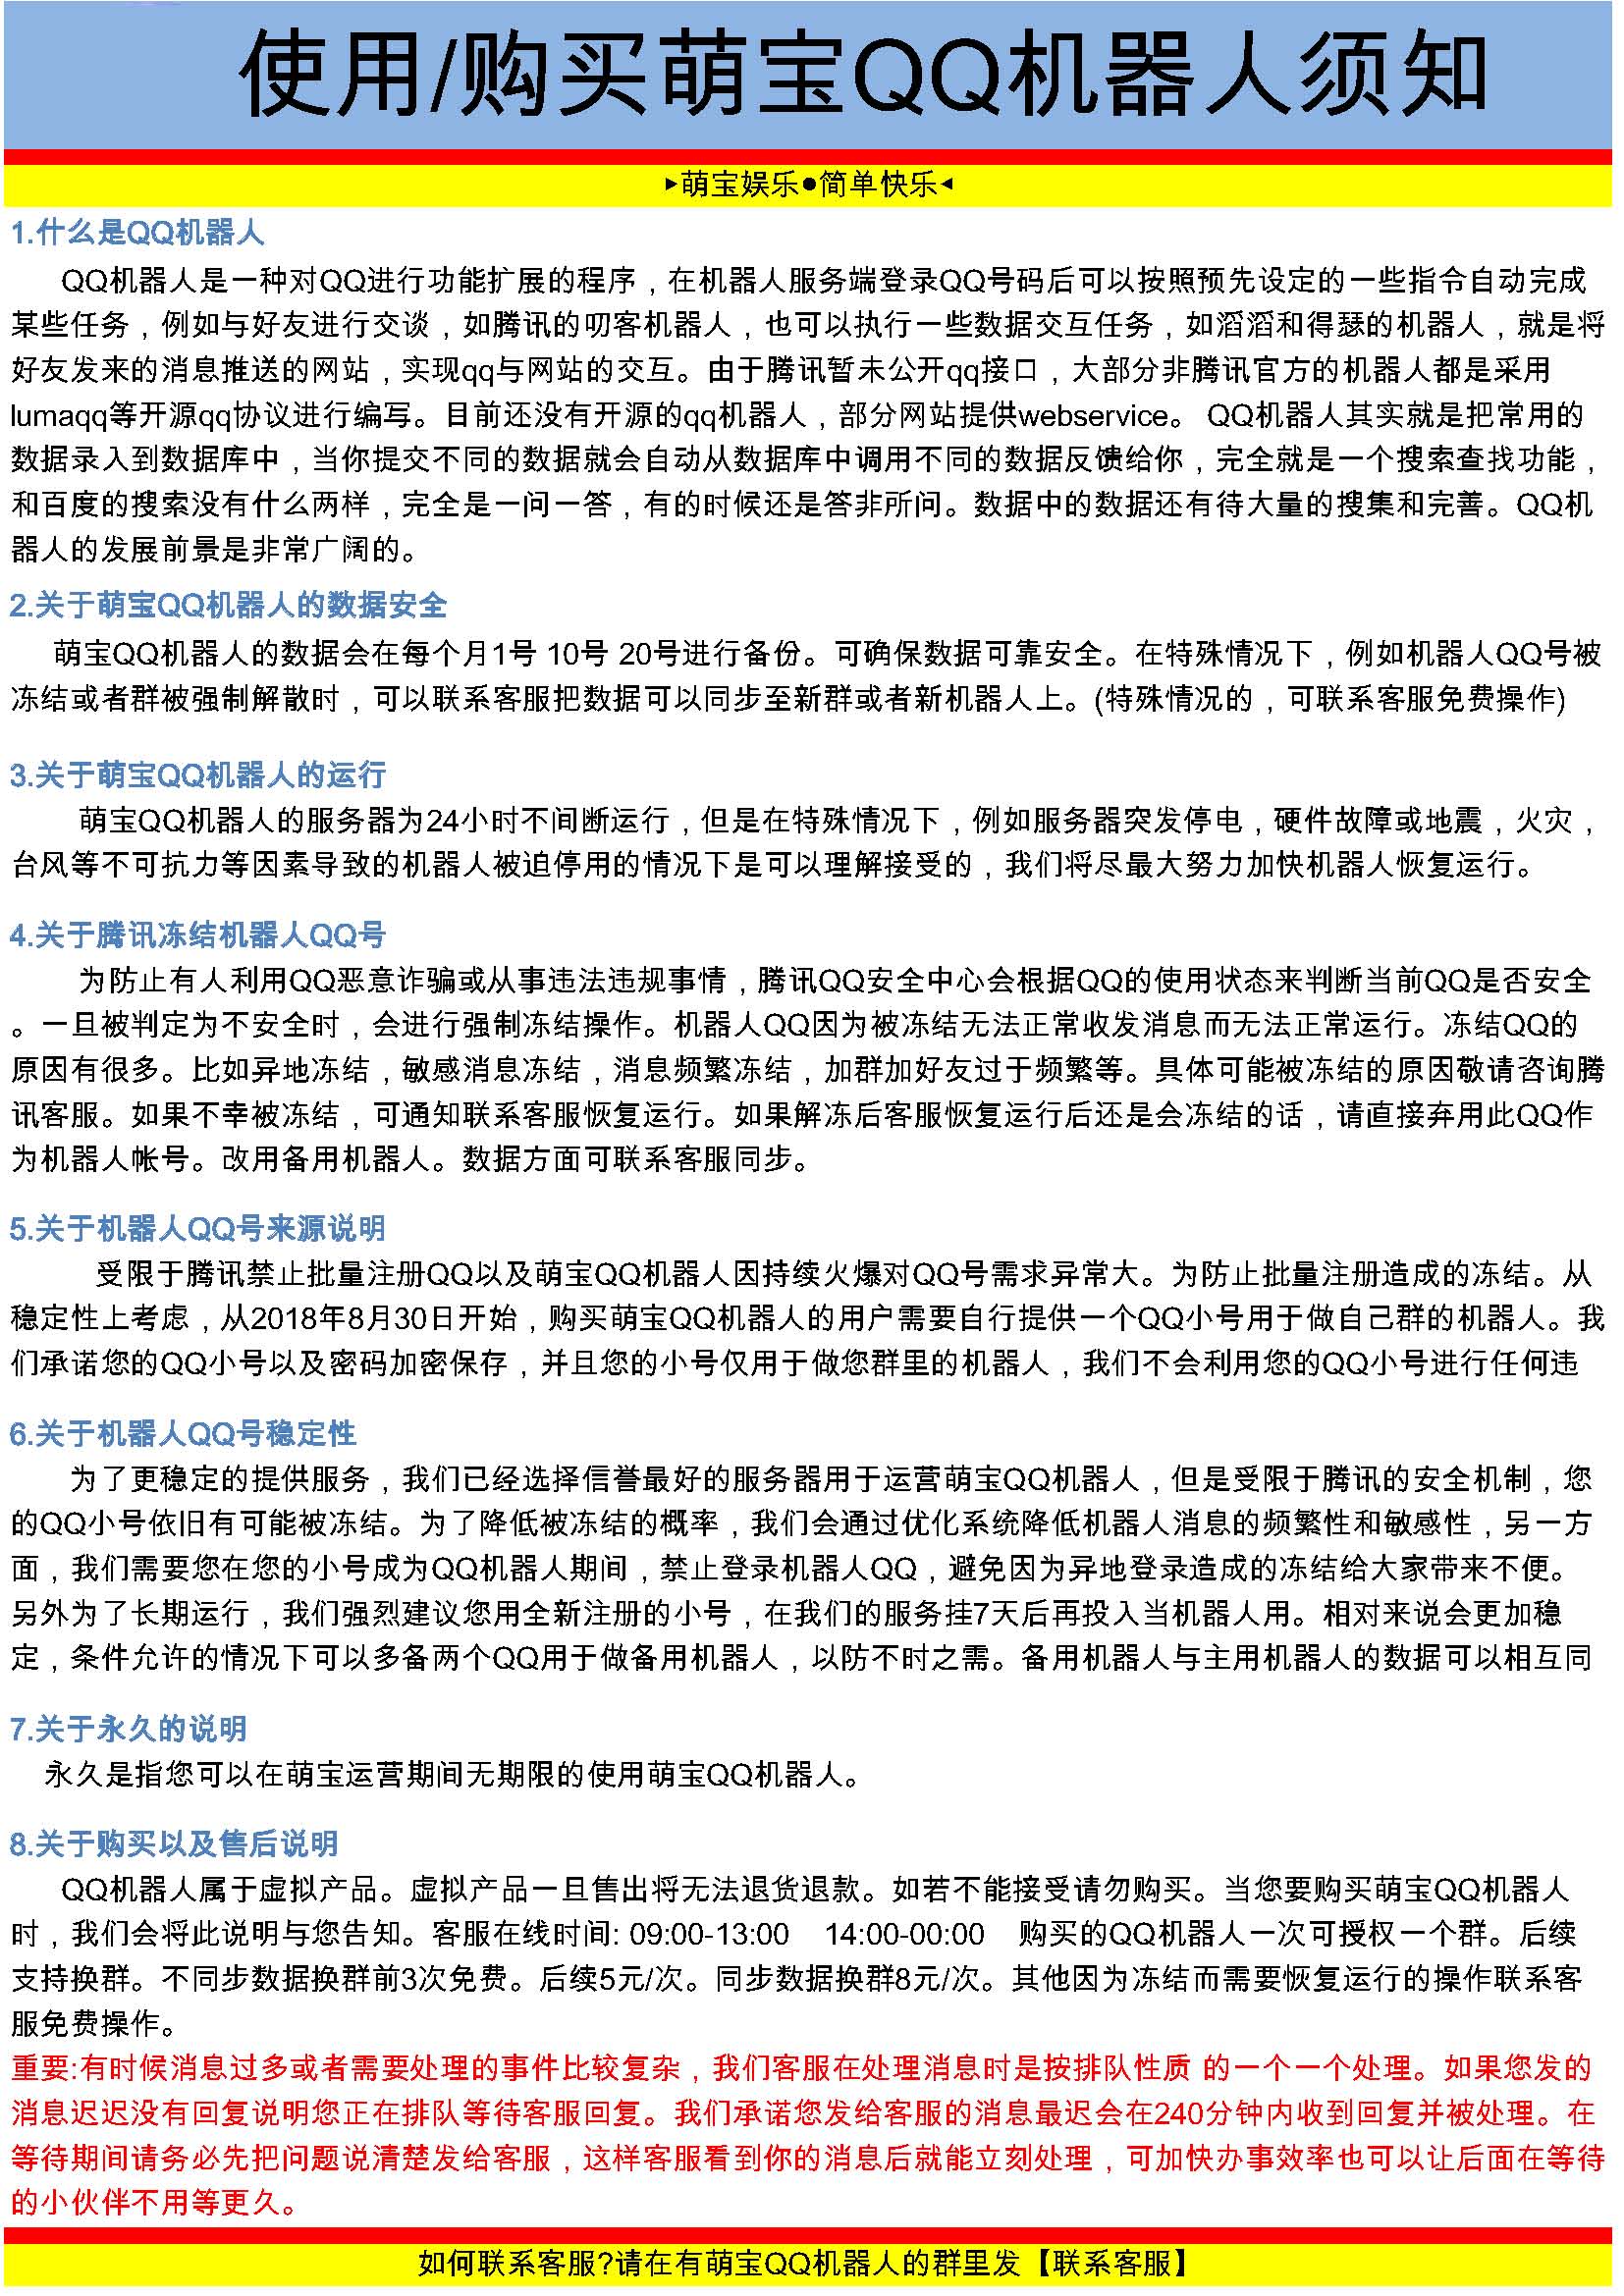 使用/购买萌宝QQ机器人须知
▸萌宝娱乐●简单快乐◂
1.什么是QQ机器人
QQ机器人是一种对QQ进行功能扩展的程序，在机器人服务端登录QQ号码后可以按照预先设定的一些指令自动完成
某些任务，例如与好友进行交谈，如腾讯的叨客机器人，也可以执行一些数据交互任务，如滔滔和得瑟的机器人，就是将
好友发来的消息推送的网站，实现qq与网站的交互。由于腾讯暂未公开qq接口，大部分非腾讯官方的机器人都是采用
lumaqq等开源qq协议进行编写。目前还没有开源的qq机器人，部分网站提供webservice。 QQ机器人其实就是把常用的
数据录入到数据库中，当你提交不同的数据就会自动从数据库中调用不同的数据反馈给你，完全就是一个搜索查找功能，
和百度的搜索没有什么两样，完全是一问一答，有的时候还是答非所问。数据中的数据还有待大量的搜集和完善。QQ机
器人的发展前景是非常广阔的。
2.关于萌宝QQ机器人的数据安全
萌宝QQ机器人的数据会在每个月1号 10号 20号进行备份。可确保数据可靠安全。在特殊情况下，例如机器人QQ号被
冻结或者群被强制解散时，可以联系客服把数据可以同步至新群或者新机器人上。(特殊情况的，可联系客服免费操作)
3.关于萌宝QQ机器人的运行
萌宝QQ机器人的服务器为24小时不间断运行，但是在特殊情况下，例如服务器突发停电，硬件故障或地震，火灾，
台风等不可抗力等因素导致的机器人被迫停用的情况下是可以理解接受的，我们将尽最大努力加快机器人恢复运行。
4.关于腾讯冻结机器人QQ号
为防止有人利用QQ恶意诈骗或从事违法违规事情，腾讯QQ安全中心会根据QQ的使用状态来判断当前QQ是否安全
。一旦被判定为不安全时，会进行强制冻结操作。机器人QQ因为被冻结无法正常收发消息而无法正常运行。冻结QQ的
原因有很多。比如异地冻结，敏感消息冻结，消息频繁冻结，加群加好友过于频繁等。具体可能被冻结的原因敬请咨询腾
讯客服。如果不幸被冻结，可通知联系客服恢复运行。如果解冻后客服恢复运行后还是会冻结的话，请直接弃用此QQ作
为机器人帐号。改用备用机器人。数据方面可联系客服同步。
5.关于机器人QQ号来源说明
受限于腾讯禁止批量注册QQ以及萌宝QQ机器人因持续火爆对QQ号需求异常大。为防止批量注册造成的冻结。从
稳定性上考虑，从2018年8月30日开始，购买萌宝QQ机器人的用户需要自行提供一个QQ小号用于做自己群的机器人。我
们承诺您的QQ小号以及密码加密保存，并且您的小号仅用于做您群里的机器人，我们不会利用您的QQ小号进行任何违
6.关于机器人QQ号稳定性
为了更稳定的提供服务，我们已经选择信誉最好的服务器用于运营萌宝QQ机器人，但是受限于腾讯的安全机制，您
的QQ小号依旧有可能被冻结。为了降低被冻结的概率，我们会通过优化系统降低机器人消息的频繁性和敏感性，另一方
面，我们需要您在您的小号成为QQ机器人期间，禁止登录机器人QQ，避免因为异地登录造成的冻结给大家带来不便。
另外为了长期运行，我们强烈建议您用全新注册的小号，在我们的服务挂7天后再投入当机器人用。相对来说会更加稳
定，条件允许的情况下可以多备两个QQ用于做备用机器人，以防不时之需。备用机器人与主用机器人的数据可以相互同
7.关于永久的说明
永久是指您可以在萌宝运营期间无期限的使用萌宝QQ机器人。
8.关于购买以及售后说明
QQ机器人属于虚拟产品。虚拟产品一旦售出将无法退货退款。如若不能接受请勿购买。当您要购买萌宝QQ机器人
时，我们会将此说明与您告知。客服在线时间: 09:00-13:00　14:00-00:00　购买的QQ机器人一次可授权一个群。后续
支持换群。不同步数据换群前3次免费。后续5元/次。同步数据换群8元/次。其他因为冻结而需要恢复运行的操作联系客
服免费操作。
重要:有时候消息过多或者需要处理的事件比较复杂，我们客服在处理消息时是按排队性质 的一个一个处理。如果您发的
消息迟迟没有回复说明您正在排队等待客服回复。我们承诺您发给客服的消息最迟会在240分钟内收到回复并被处理。在
等待期间请务必先把问题说清楚发给客服，这样客服看到你的消息后就能立刻处理，可加快办事效率也可以让后面在等待
的小伙伴不用等更久。
如何联系客服?请在有萌宝QQ机器人的群里发【联系客服】